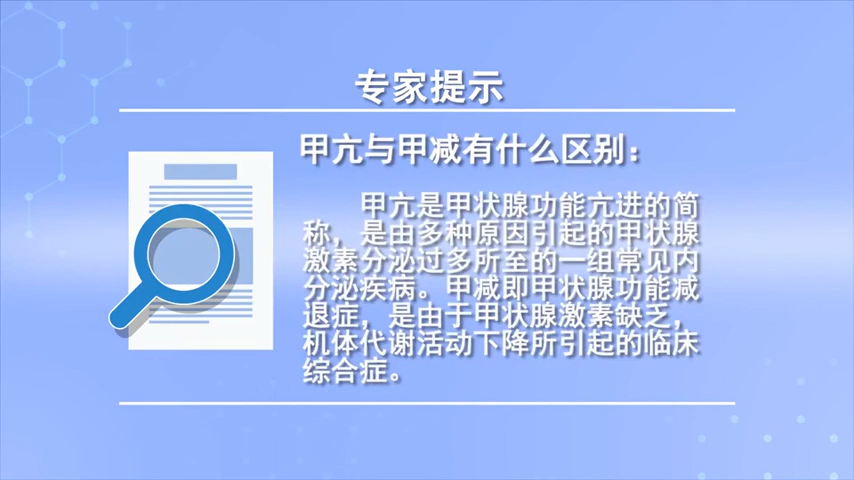 专家提示
甲亢与甲减有什么区别：
甲亢是甲状腺功能亢进的简
称，是由多种原因引起的甲状腺
激素分泌过多所至的一组常见内
分泌疾病。甲减即甲状腺功能减
退症，是由于甲状腺激素缺乏，
机体代谢活动下降所引起的临床
综合症。